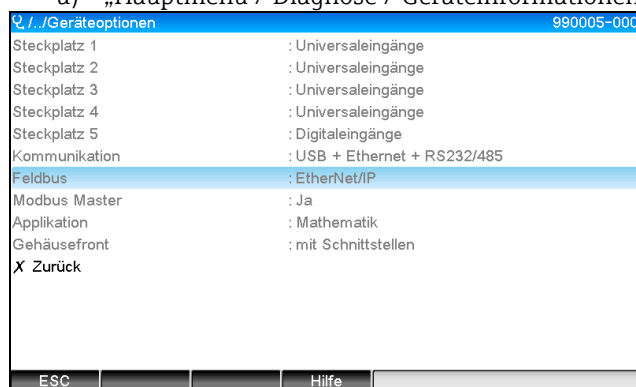 a) „Hauptmenü / Diagnose / Geräteinformationen
/../Geräteoptionen 990005-000
Steckplatz 1 : Universaleingänge
Steckplatz 2 : Universaleingänge
Steckplatz 3 : Universaleingänge
Steckplatz 4 : Universaleingänge
Steckplatz 5 : Digitaleingänge
Kommunikation : USB + Ethernet + RS232/485
Feldbus : EtherNet/IP
Modbus Master : Ja
Applikation : Mathematik
Gehäusefront : mit Schnittstellen
X Zurück
ESC Hilfe